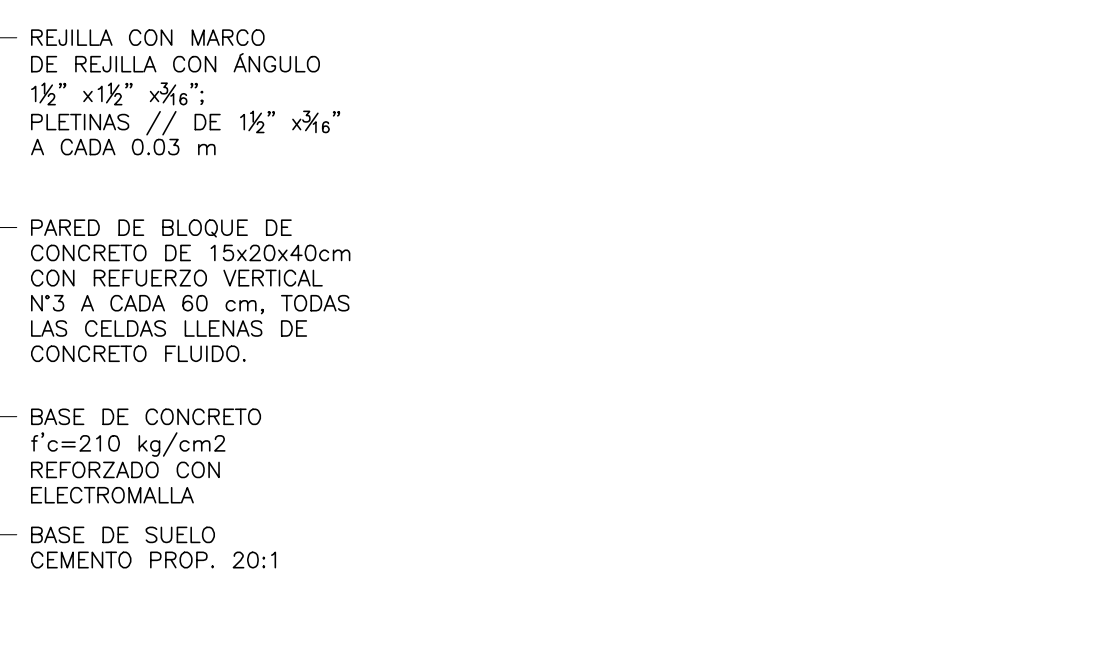 REJILLA CON MARCO
DE REJILLA CON ÁNGULO
1½” x1½” x3⁄16”;
PLETINAS // DE 1½” x3⁄16”
A CADA 0.03 m
PARED DE BLOQUE DE
CONCRETO DE 15x20x40cm
CON REFUERZO VERTICAL
N°3 A CADA 60 cm, TODAS
LAS CELDAS LLENAS DE
CONCRETO FLUIDO.
BASE DE CONCRETO
f'c=210 kg/cm2
REFORZADO CON
ELECTROMALLA
BASE DE SUELO
CEMENTO PROP. 20:1